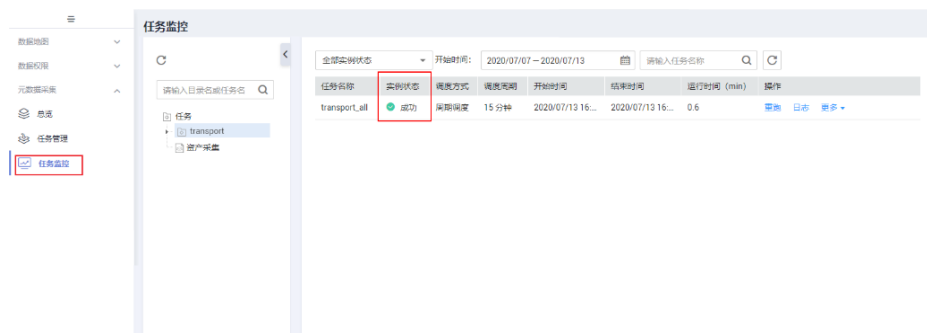 任务监控
数据地图
数据权限
元数据采集
总览
任务管理
任务监控
请输入目录名或任务名
任务
transport
资产采集
全部实例状态 开始时间: 2020/07/07 – 2020/07/13 请输入任务名称
任务名称 实例状态 调度方式 调度周期 开始时间 结束时间 运行时间 (min) 操作
transport_all 成功 周期调度 15 分钟 2020/07/13 16:... 2020/07/13 16:... 0.6 重跑 日志 更多